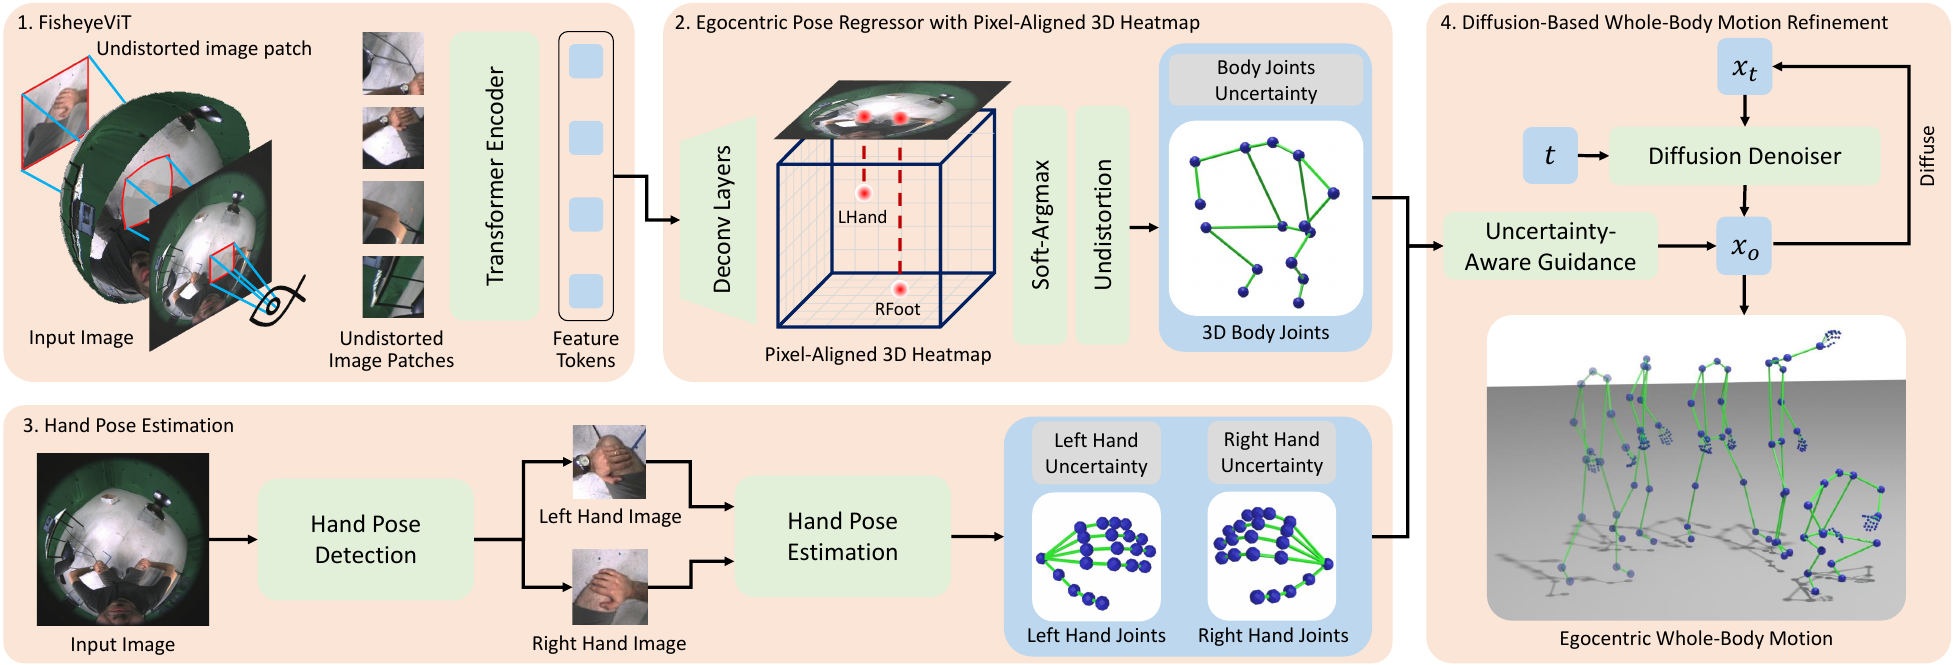 1. FisheyeViT
Undistorted image patch
Input Image
Undistorted
Image Patches
Transformer Encoder
Feature
Tokens
2. Egocentric Pose Regressor with Pixel-Aligned 3D Heatmap
Deconv Layers
LHand
RFoot
Pixel-Aligned 3D Heatmap
Soft-Argmax
Undistortion
Body Joints
Uncertainty
3D Body Joints
3. Hand Pose Estimation
Input Image
Hand Pose
Detection
Left Hand Image
Right Hand Image
Hand Pose
Estimation
Left Hand
Uncertainty
Left Hand Joints
Right Hand
Uncertainty
Right Hand Joints
4. Diffusion-Based Whole-Body Motion Refinement
xₜ
t
Diffusion Denoiser
Diffuse
Uncertainty-
Aware Guidance
xₒ
Egocentric Whole-Body Motion